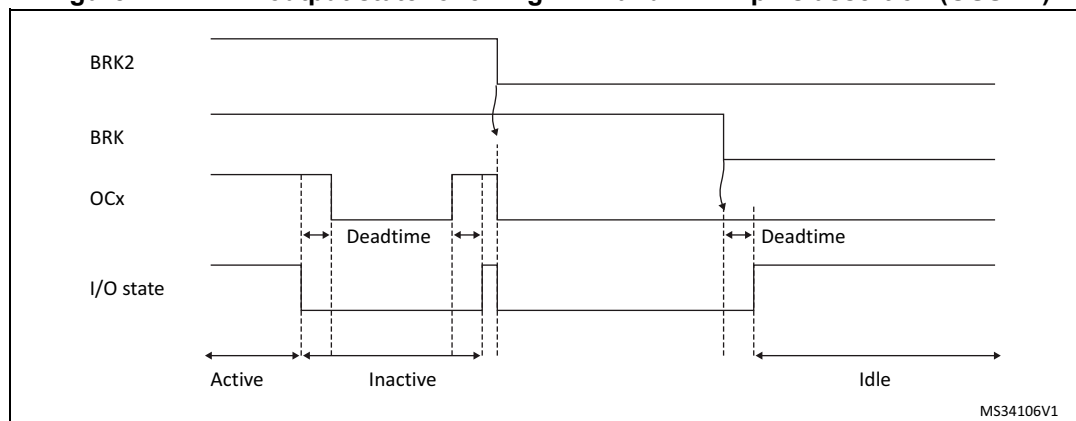 BRK2
BRK
OCx
Deadtime
Deadtime
I/O state
Active
Inactive
Idle
MS34106V1